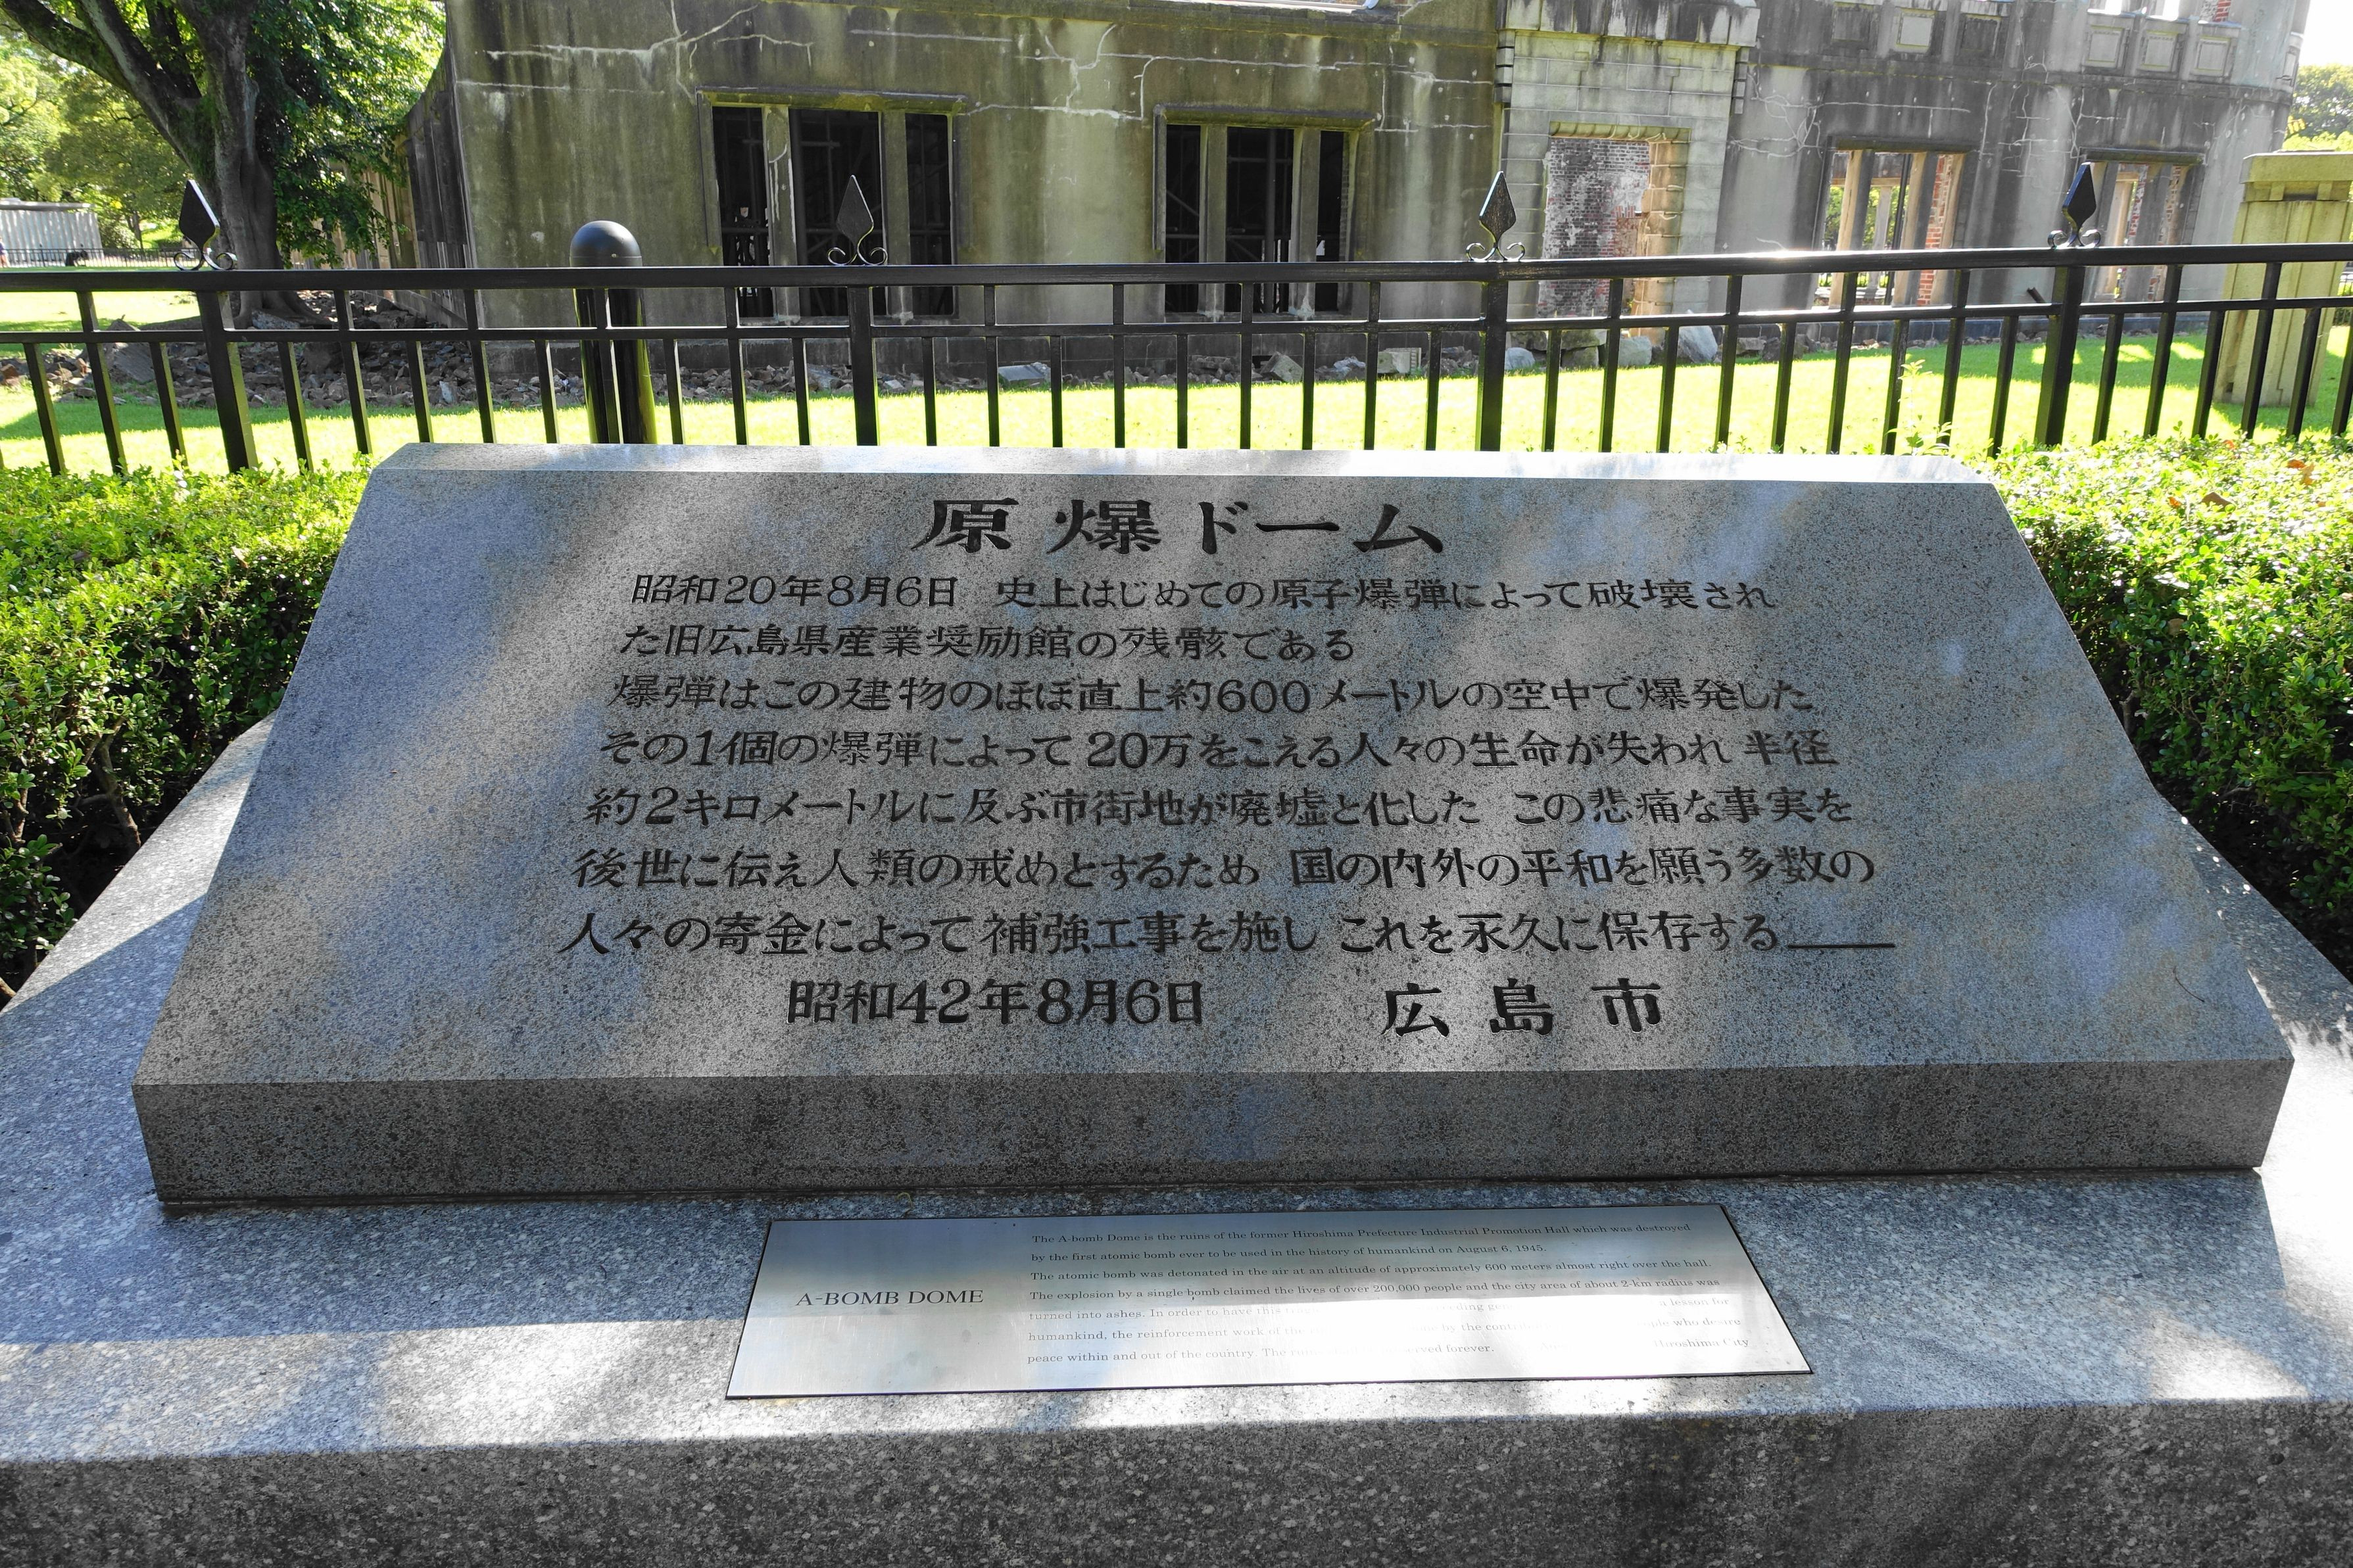 原爆ドーム
昭和20年8月6日 史上はじめての原子爆弾によって破壊され
た旧広島県産業奨励館の残骸である
爆弾はこの建物のほぼ直上約600メートルの空中で爆発した
その1個の爆弾によって20万をこえる人々の生命が失われ 半径
約2キロメートルに及ぶ市街地が廃墟と化した この悲痛な事実を
後世に伝え人類の戒めとするため 国の内外の平和を願う多数の
人々の寄金によって補強工事を施し これを永久に保存する――
昭和42年8月6日 広島市
A-BOMB DOME
The A-bomb Dome is the ruins of the former Hiroshima Prefecture Industrial Promotion Hall which was destroyed
by the first atomic bomb ever to be used in the history of humankind on August 6, 1945.
The atomic bomb was detonated in the air at an altitude of approximately 600 meters almost right over the hall.
The explosion by a single bomb claimed the lives of over 200,000 people and the city area of about 2-km radius was
turned into ashes. In order to have this a lesson for
humankind, the reinforcement work of the by the who desire
peace within and out of the country. The forever. Hiroshima City